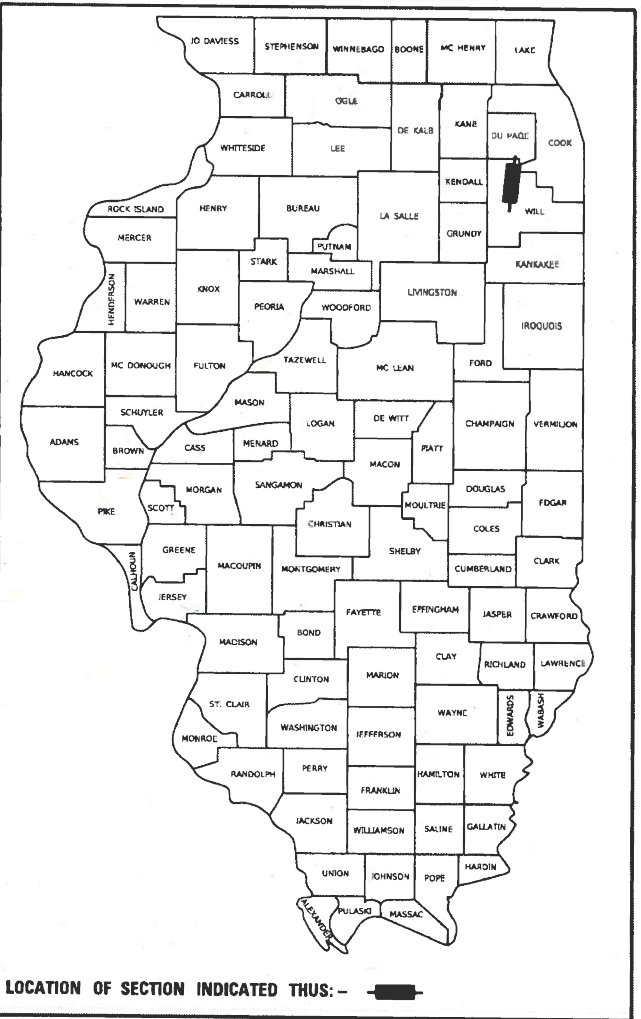 JO DAVIESS STEPHENSON WINNEBAGO BOONE MC HENRY LAKE
CARROLL OGLE DE KALB KANE DU PAGE COOK
WHITESIDE LEE
KENDALL
ROCK ISLAND HENRY BUREAU LA SALLE WILL
MERCER PUTNAM GRUNDY
STARK MARSHALL KANKAKEE
HENDERSON WARREN KNOX PEORIA WOODFORD LIVINGSTON
IROQUOIS
HANCOCK MC DONOUGH FULTON TAZEWELL MC LEAN FORD
MASON
SCHUYLER LOGAN DE WITT CHAMPAIGN VERMILION
ADAMS BROWN CASS MENARD PIATT
MACON
MORGAN SANGAMON DOUGLAS EDGAR
PIKE SCOTT MOULTRIE
CHRISTIAN COLES
GREENE SHELBY
CALHOUN MACOUPIN MONTGOMERY CUMBERLAND CLARK
JERSEY
FAYETTE EFFINGHAM JASPER CRAWFORD
MADISON BOND
CLAY RICHLAND LAWRENCE
CLINTON MARION
ST. CLAIR WAYNE EDWARDS WABASH
WASHINGTON JEFFERSON
MONROE
RANDOLPH PERRY HAMILTON WHITE
FRANKLIN
JACKSON WILLIAMSON SALINE GALLATIN
UNION JOHNSON POPE HARDIN
ALEXANDER PULASKI MASSAC
LOCATION OF SECTION INDICATED THUS: -